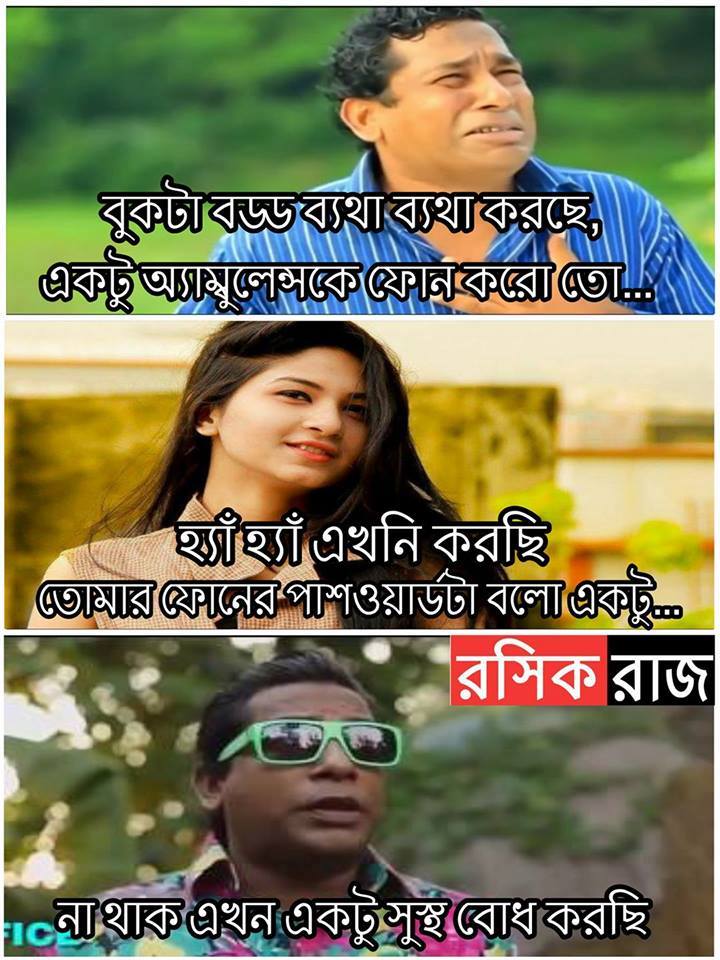 বুকটা বড্ড ব্যথা ব্যথা করছে,
একটু অ্যাম্বুলেন্সকে ফোন করো তো...
হ্যাঁ হ্যাঁ এখনি করছি
তোমার ফোনের পাশওয়ার্ডটা বলো একটু...
রসিক রাজ
না থাক এখন একটু সুস্থ বোধ করছি